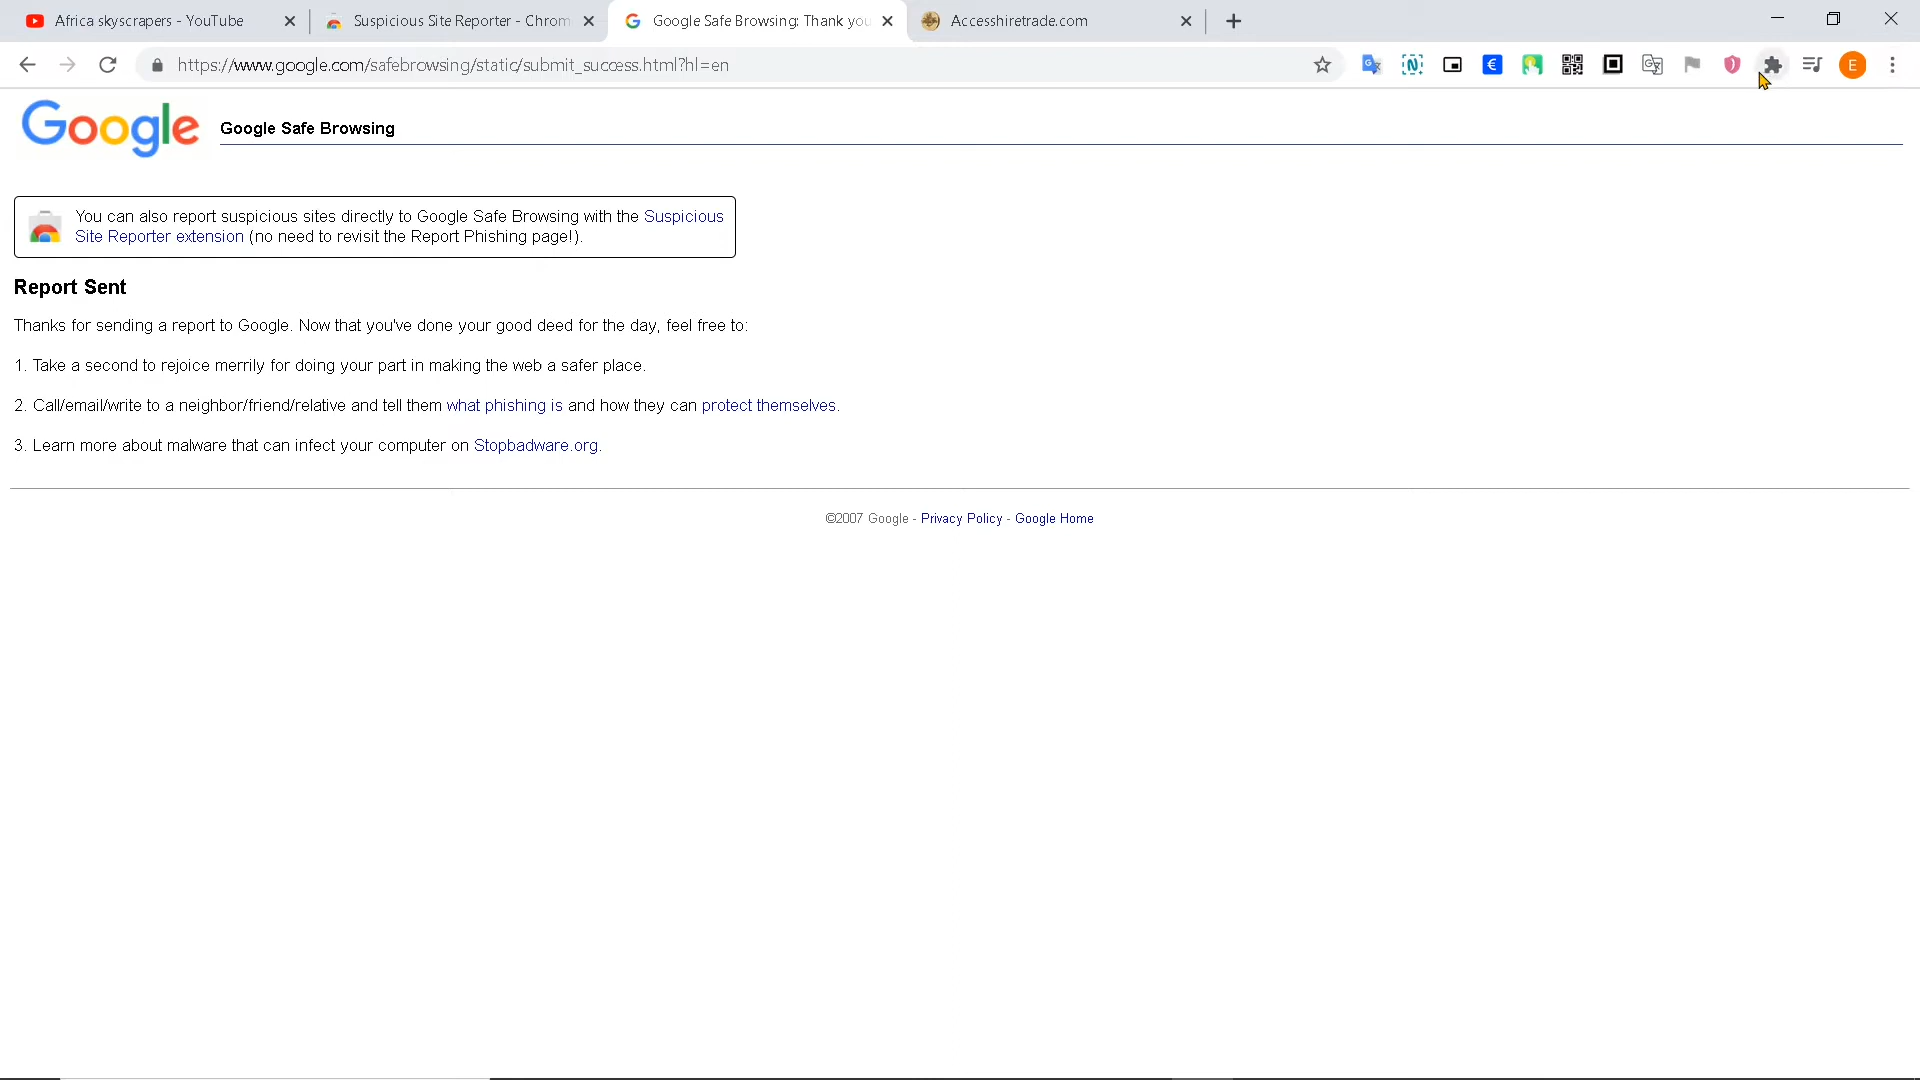 Africa skyscrapers - YouTube
Suspicious Site Reporter - Chrom
Google Safe Browsing: Thank you
Accesshiretrade.com
https://www.google.com/safebrowsing/static/submit_success.html?hl=en
E
Google
Google Safe Browsing
You can also report suspicious sites directly to Google Safe Browsing with the Suspicious
Site Reporter extension (no need to revisit the Report Phishing page!).
Report Sent
Thanks for sending a report to Google. Now that you've done your good deed for the day, feel free to:
1. Take a second to rejoice merrily for doing your part in making the web a safer place.
2. Call/email/write to a neighbor/friend/relative and tell them what phishing is and how they can protect themselves.
3. Learn more about malware that can infect your computer on Stopbadware.org.
©2007 Google - Privacy Policy - Google Home